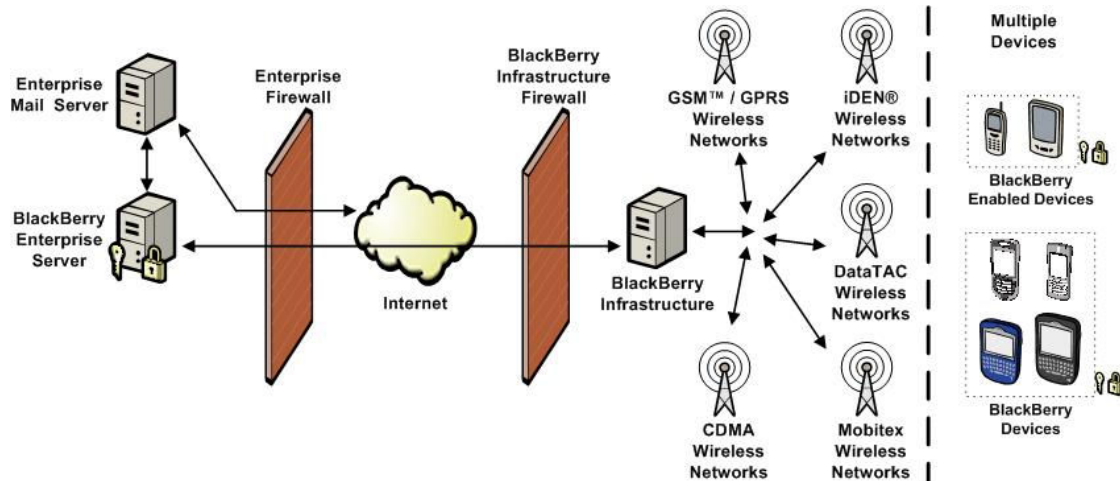 Enterprise
Mail Server
BlackBerry
Enterprise
Server
Enterprise
Firewall
Internet
BlackBerry
Infrastructure
Firewall
BlackBerry
Infrastructure
GSM™ / GPRS
Wireless
Networks
iDEN®
Wireless
Networks
DataTAC
Wireless
Networks
CDMA
Wireless
Networks
Mobitex
Wireless
Networks
Multiple
Devices
BlackBerry
Enabled Devices
BlackBerry
Devices